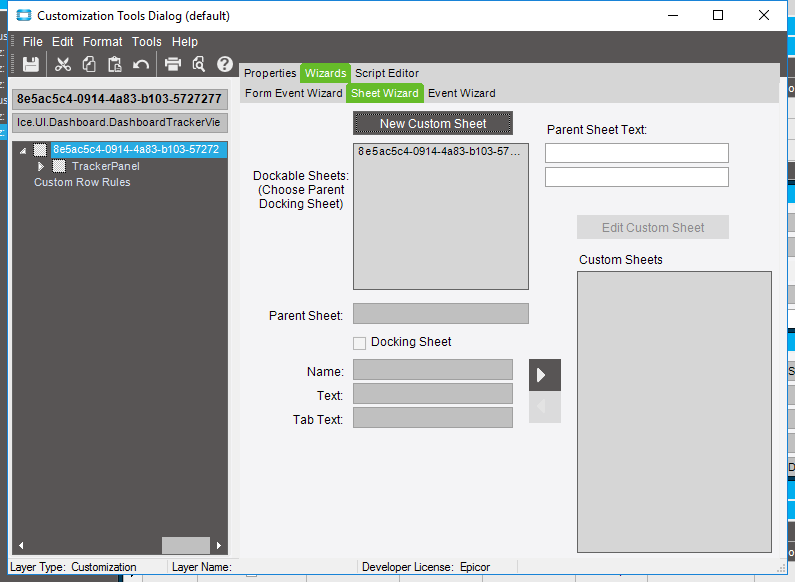 Customization Tools Dialog (default)
File Edit Format Tools Help
Properties Wizards Script Editor
Form Event Wizard Sheet Wizard Event Wizard
8e5ac5c4-0914-4a83-b103-5727277
Ice.UI.Dashboard.DashboardTrackerVie
8e5ac5c4-0914-4a83-b103-57272
TrackerPanel
Custom Row Rules
New Custom Sheet
Dockable Sheets:
(Choose Parent
Docking Sheet)
8e5ac5c4-0914-4a83-b103-57...
Parent Sheet Text:
Edit Custom Sheet
Custom Sheets
Parent Sheet:
Docking Sheet
Name:
Text:
Tab Text:
Layer Type: Customization Layer Name: Developer License: Epicor